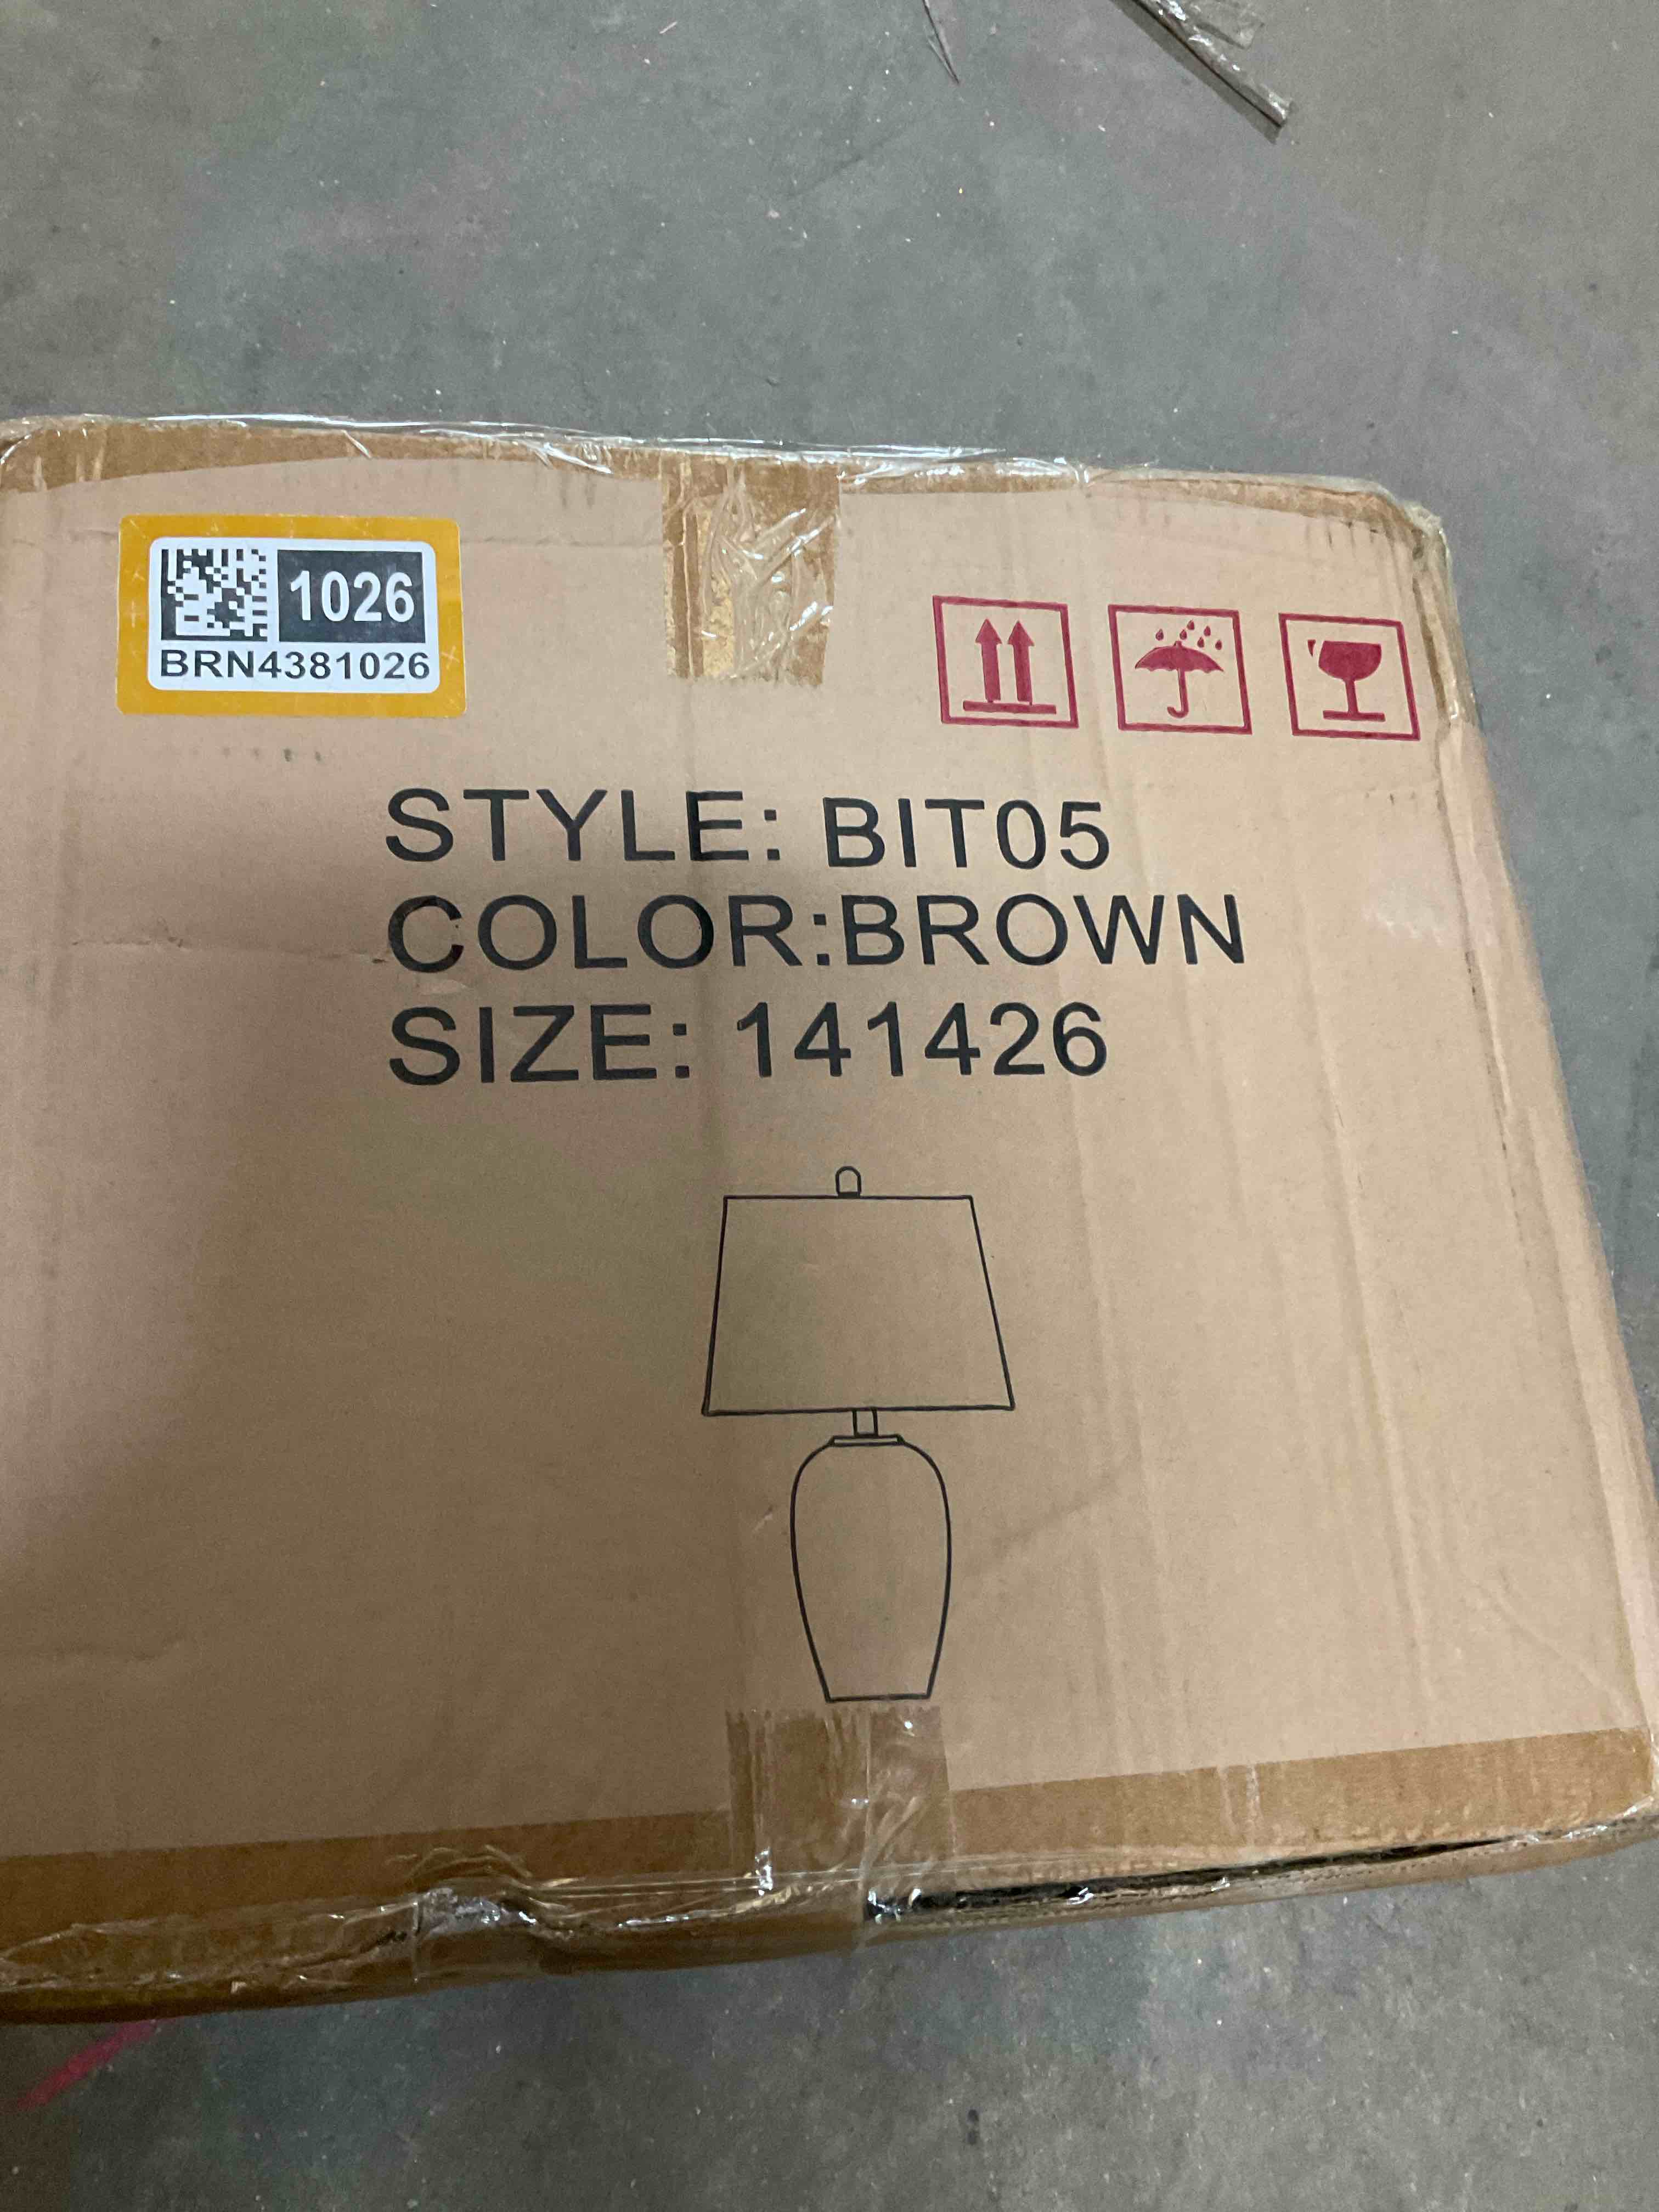 1026
BRN4381026
STYLE: BIT05
COLOR:BROWN
SIZE: 141426